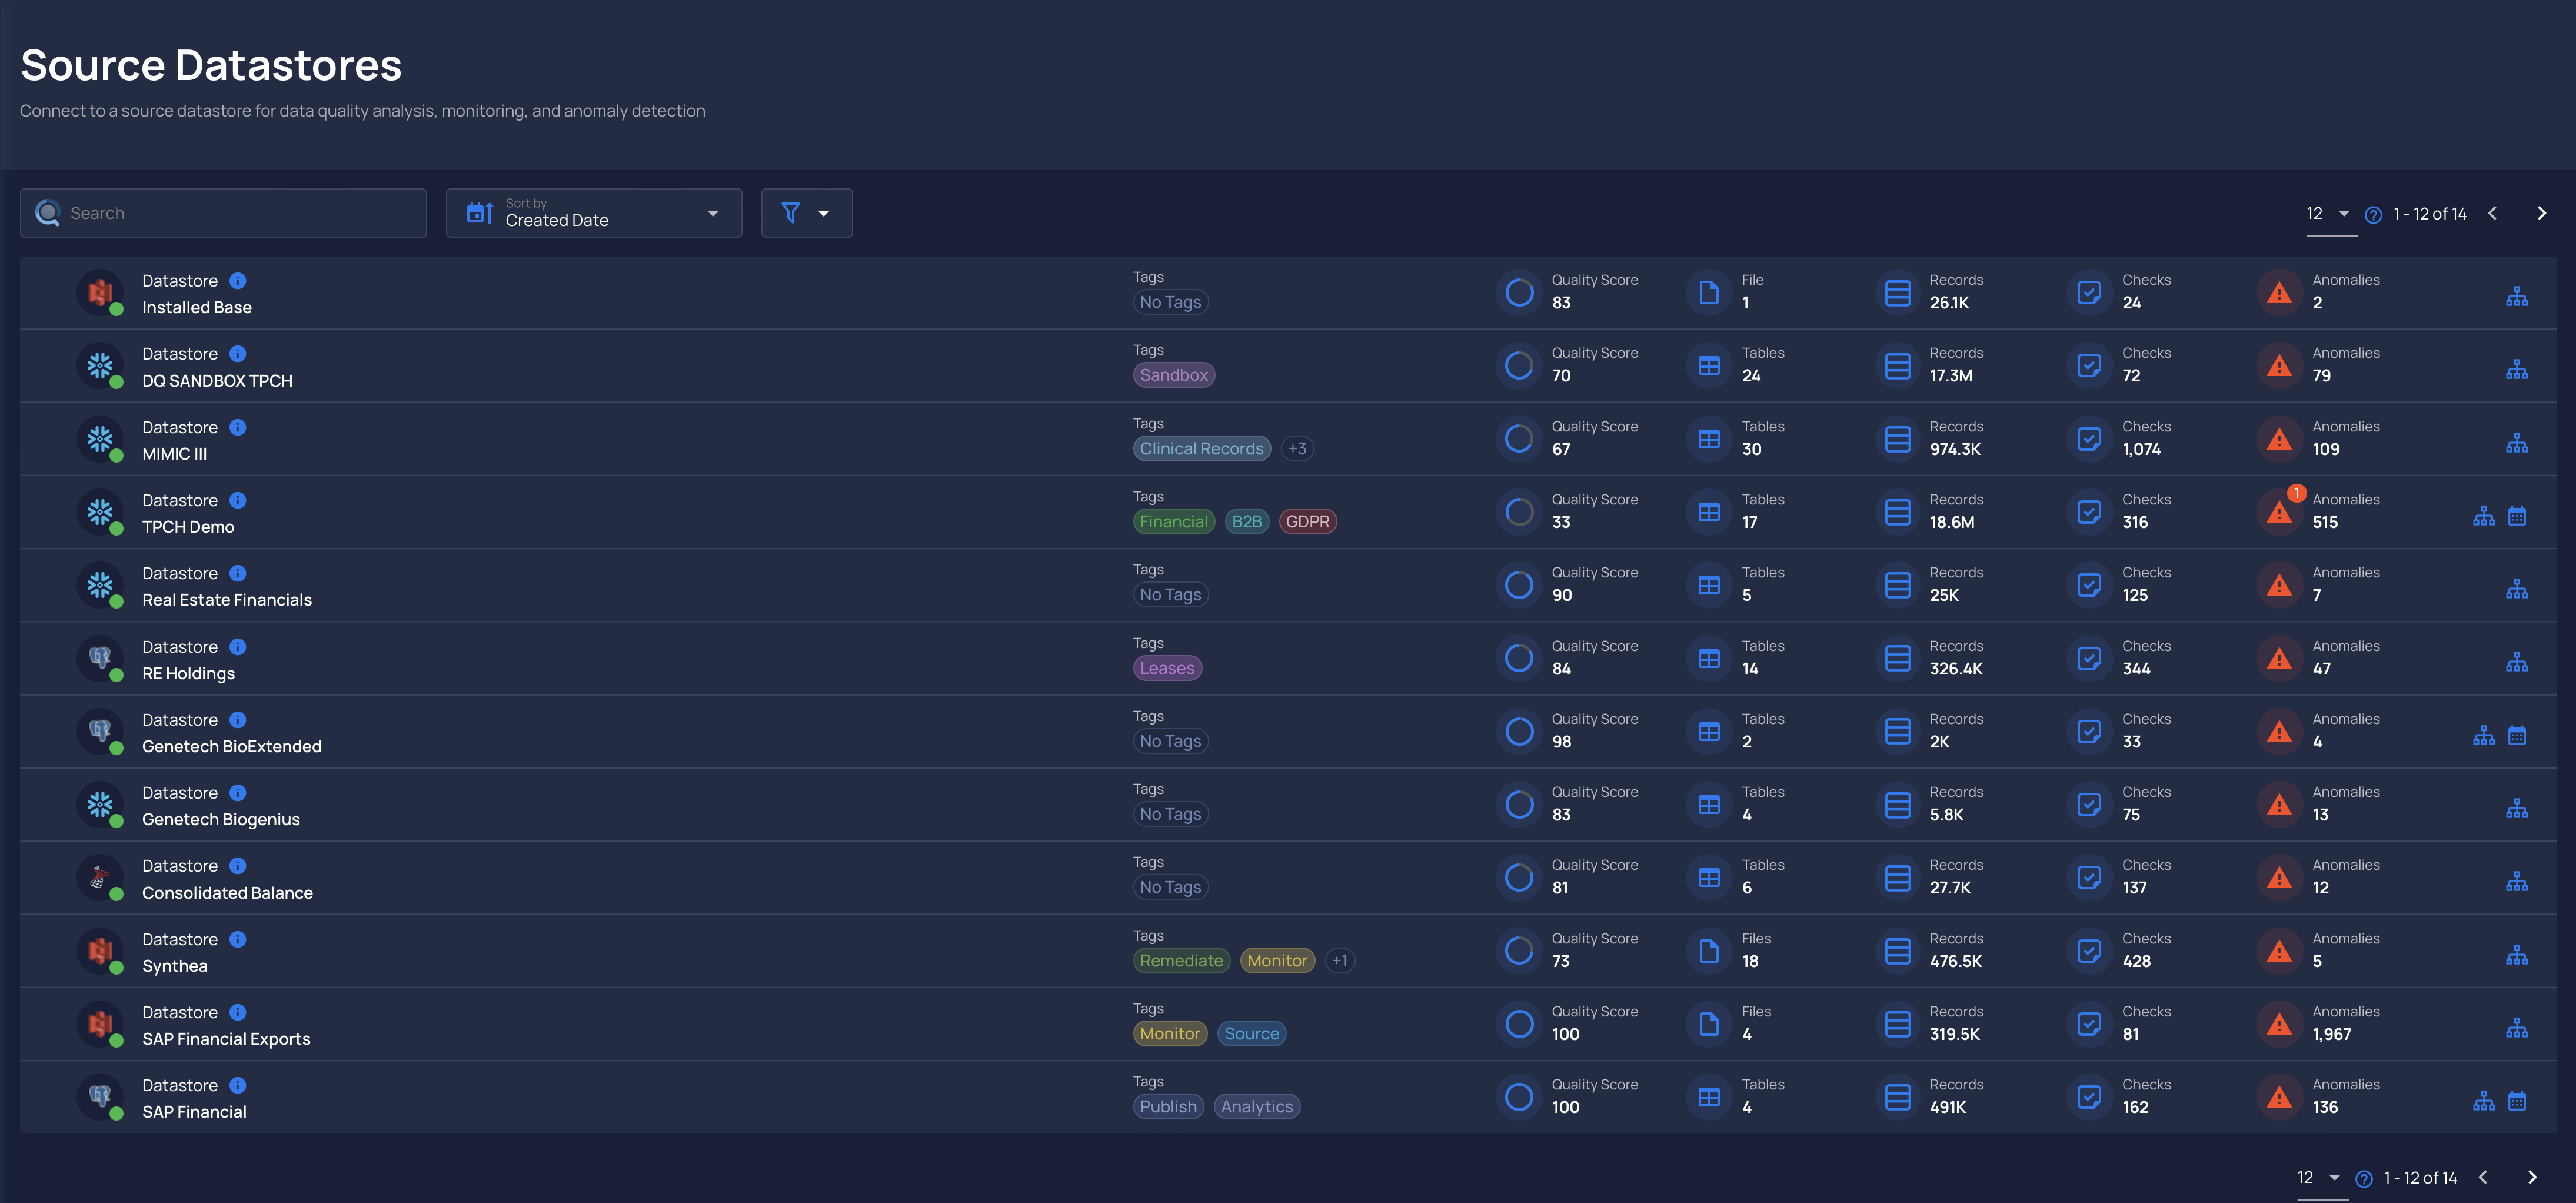 Source Datastores
Connect to a source datastore for data quality analysis, monitoring, and anomaly detection
Search
Sort by
Created Date
12 1 - 12 of 14
Datastore Tags Quality Score File Records Checks Anomalies
Installed Base No Tags 83 1 26.1K 24 2
Datastore Tags Quality Score Tables Records Checks Anomalies
DQ SANDBOX TPCH Sandbox 70 24 17.3M 72 79
Datastore Tags Quality Score Tables Records Checks Anomalies
MIMIC III Clinical Records +3 67 30 974.3K 1,074 109
Datastore Tags Quality Score Tables Records Checks 1 Anomalies
TPCH Demo Financial B2B GDPR 33 17 18.6M 316 515
Datastore Tags Quality Score Tables Records Checks Anomalies
Real Estate Financials No Tags 90 5 25K 125 7
Datastore Tags Quality Score Tables Records Checks Anomalies
RE Holdings Leases 84 14 326.4K 344 47
Datastore Tags Quality Score Tables Records Checks Anomalies
Genetech BioExtended No Tags 98 2 2K 33 4
Datastore Tags Quality Score Tables Records Checks Anomalies
Genetech Biogenius No Tags 83 4 5.8K 75 13
Datastore Tags Quality Score Tables Records Checks Anomalies
Consolidated Balance No Tags 81 6 27.7K 137 12
Datastore Tags Quality Score Files Records Checks Anomalies
Synthea Remediate Monitor +1 73 18 476.5K 428 5
Datastore Tags Quality Score Files Records Checks Anomalies
SAP Financial Exports Monitor Source 100 4 319.5K 81 1,967
Datastore Tags Quality Score Tables Records Checks Anomalies
SAP Financial Publish Analytics 100 4 491K 162 136
12 1 - 12 of 14